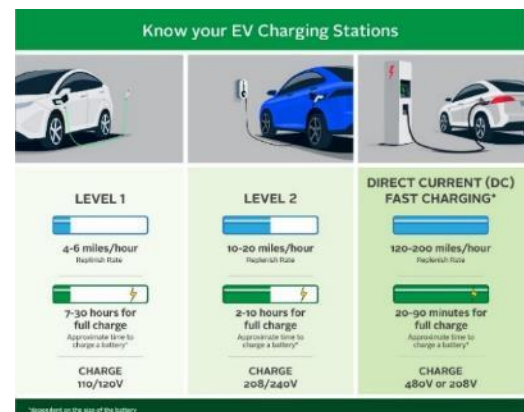 Know your EV Charging Stations
LEVEL 1
4-6 miles/hour
Replenish Rate
7-30 hours for
full charge
Approximate time to
charge a battery*
CHARGE
110/120V
LEVEL 2
10-20 miles/hour
Replenish Rate
2-10 hours for
full charge
Approximate time to
charge a battery*
CHARGE
208/240V
DIRECT CURRENT (DC)
FAST CHARGING*
120-200 miles/hour
Replenish Rate
20-90 minutes for
full charge
Approximate time to
charge a battery*
CHARGE
480V or 208V
*dependent on the size of the battery